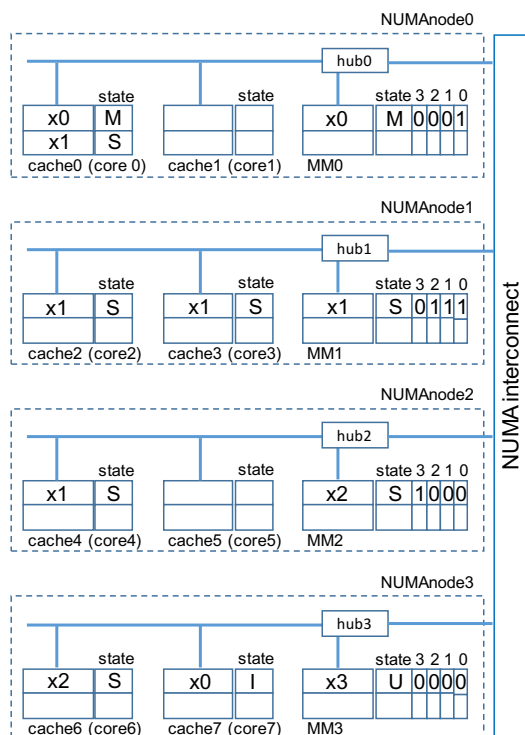 NUMAnode0
hub0
state state state 3 2 1 0
x0 M x0 M 0 0 0 1
x1 S
cache0 (core 0) cache1 (core1) MM0
NUMAnode1
hub1
state state state 3 2 1 0
x1 S x1 S x1 S 0 1 1 1
cache2 (core2) cache3 (core3) MM1
NUMAnode2
hub2
state state state 3 2 1 0
x1 S x2 S 1 0 0 0
cache4 (core4) cache5 (core5) MM2
NUMAnode3
hub3
state state state 3 2 1 0
x2 S x0 I x3 U 0 0 0 0
cache6 (core6) cache7 (core7) MM3
NUMA interconnect